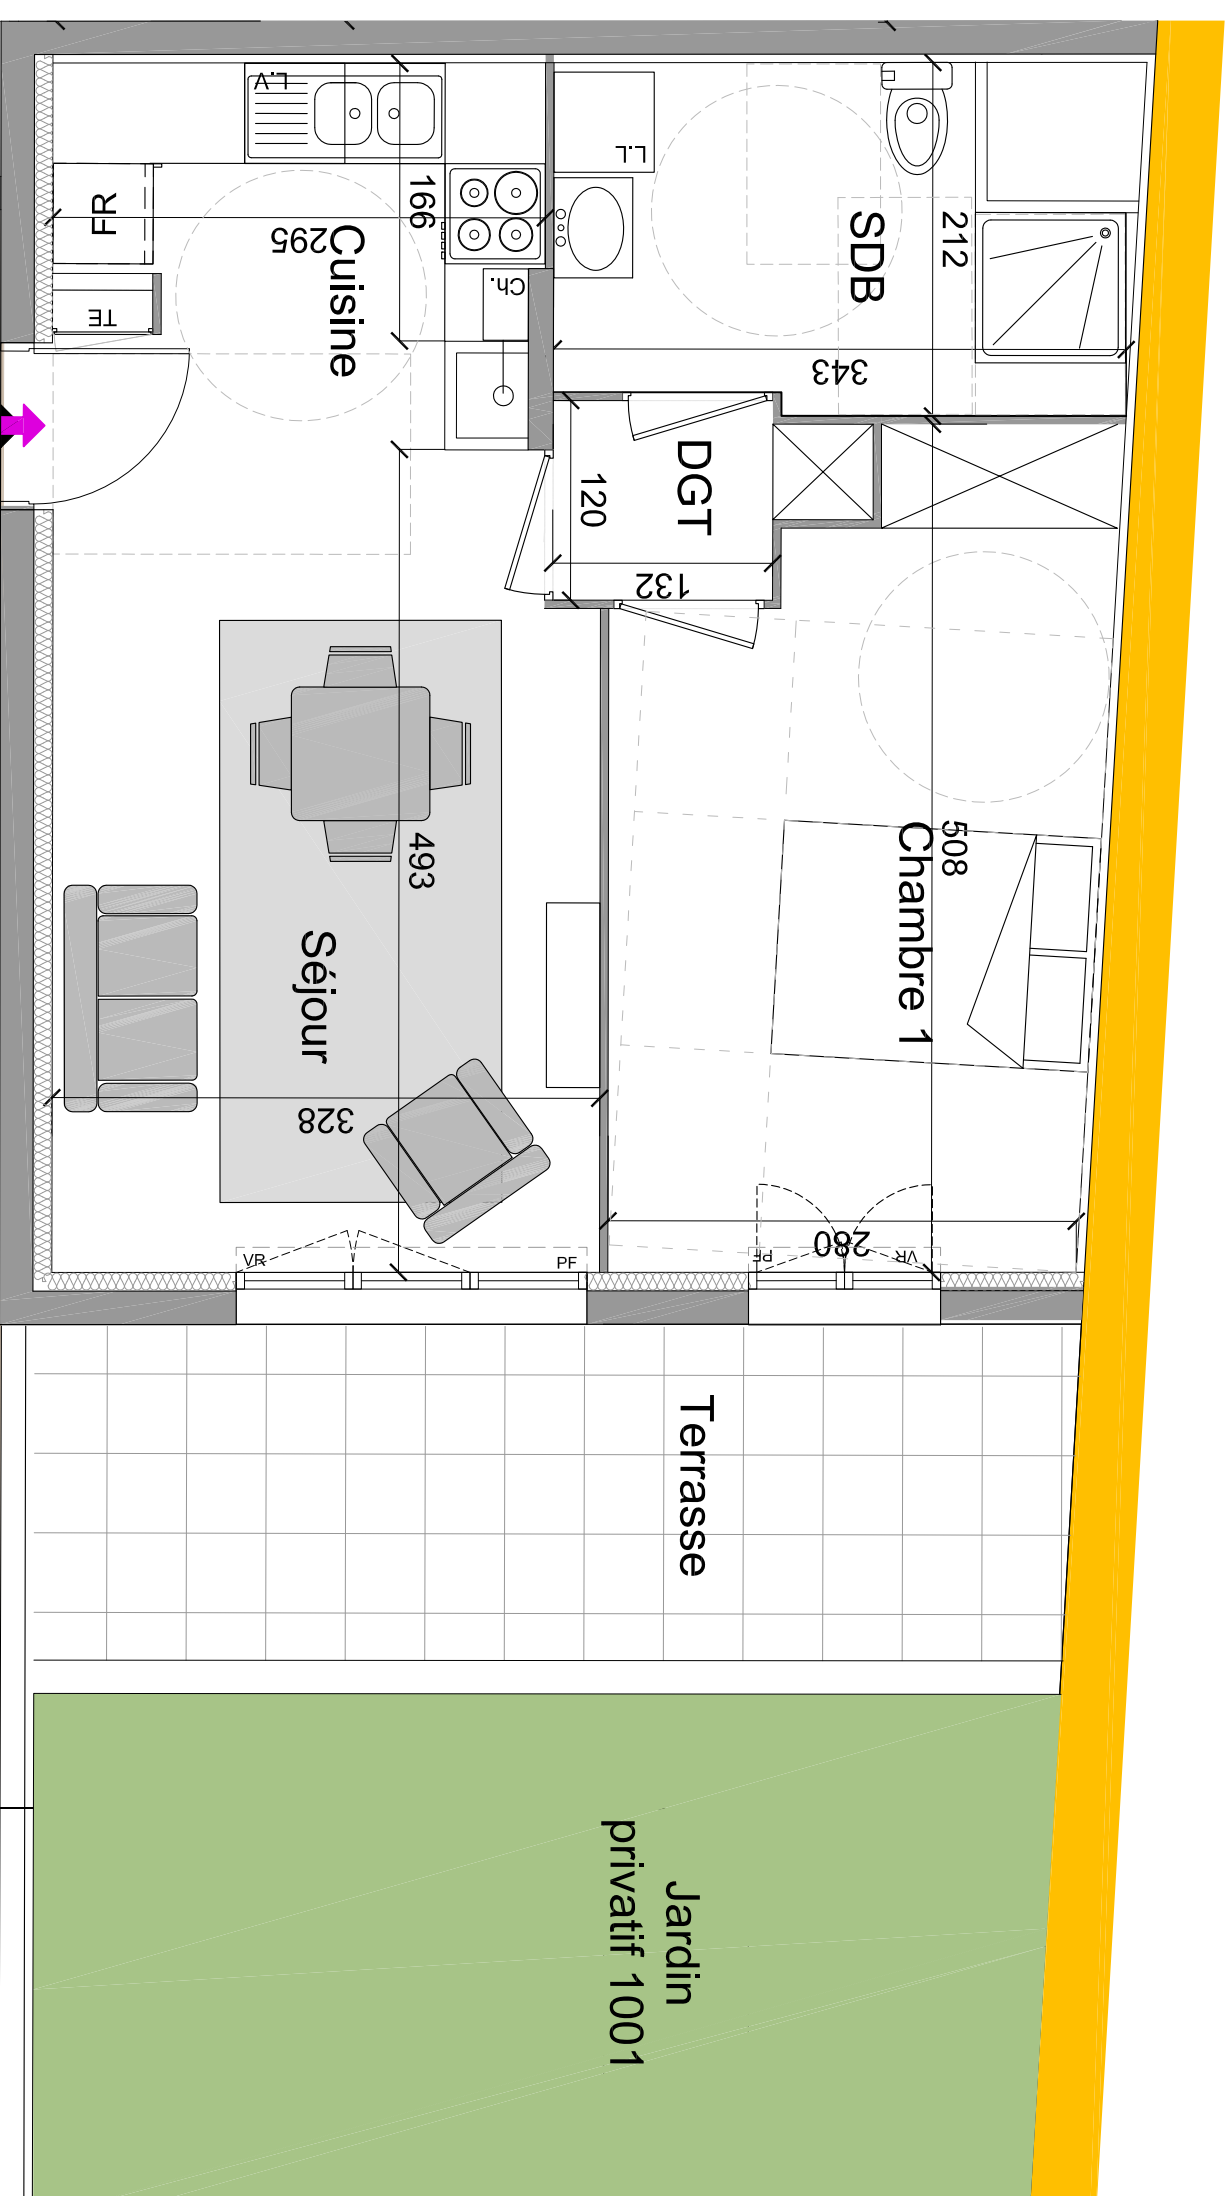 L.V
L.L
FR
166
295
Cuisine
SDB
212
Ch.
TE
343
DGT
120
132
493
508
Chambre 1
Séjour
328
280
VR
PF
PF
VR
Terrasse
Jardin
privatif 1001